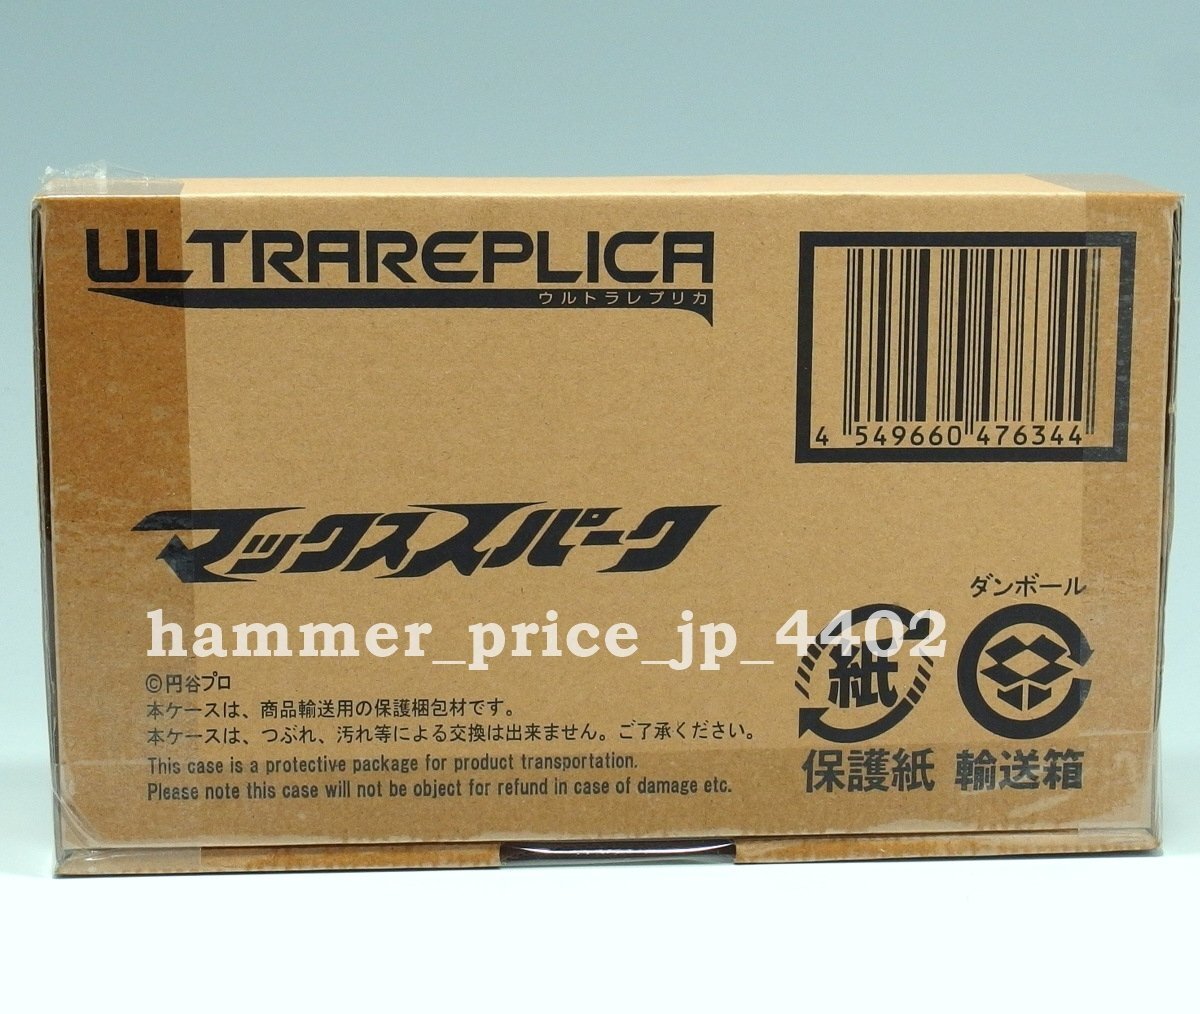 ULTRAREPLICA
ウルトラレプリカ
4 549660 476344
マックススパーク
ダンボール
hammer_price_jp_4402
紙
©円谷プロ
本ケースは、商品輸送用の保護梱包材です。
本ケースは、つぶれ、汚れ等による交換は出来ません。ご了承ください。
This case is a protective package for product transportation.
Please note this case will not be object for refund in case of damage etc.
保護紙 輸送箱